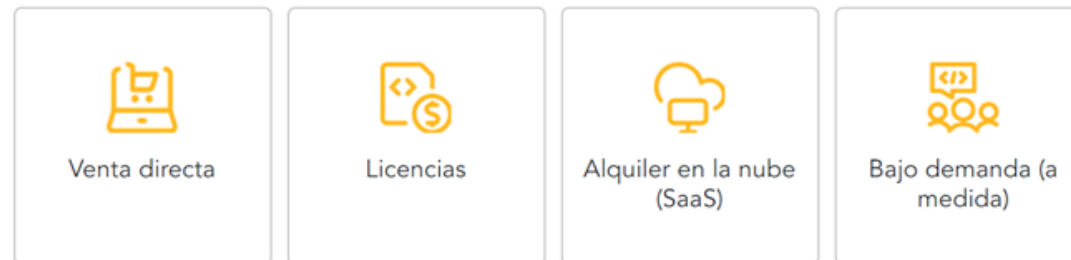 Venta directa
Licencias
Alquiler en la nube
(SaaS)
Bajo demanda (a
medida)